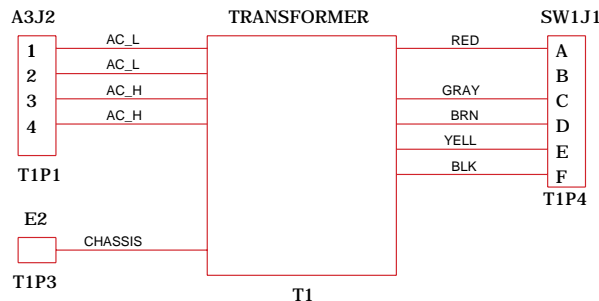 A3J2 TRANSFORMER SW1J1
1 AC_L RED A
2 AC_L B
3 AC_H GRAY C
4 AC_H BRN D
YELL E
BLK F
T1P1 T1P4
E2
CHASSIS
T1P3 T1